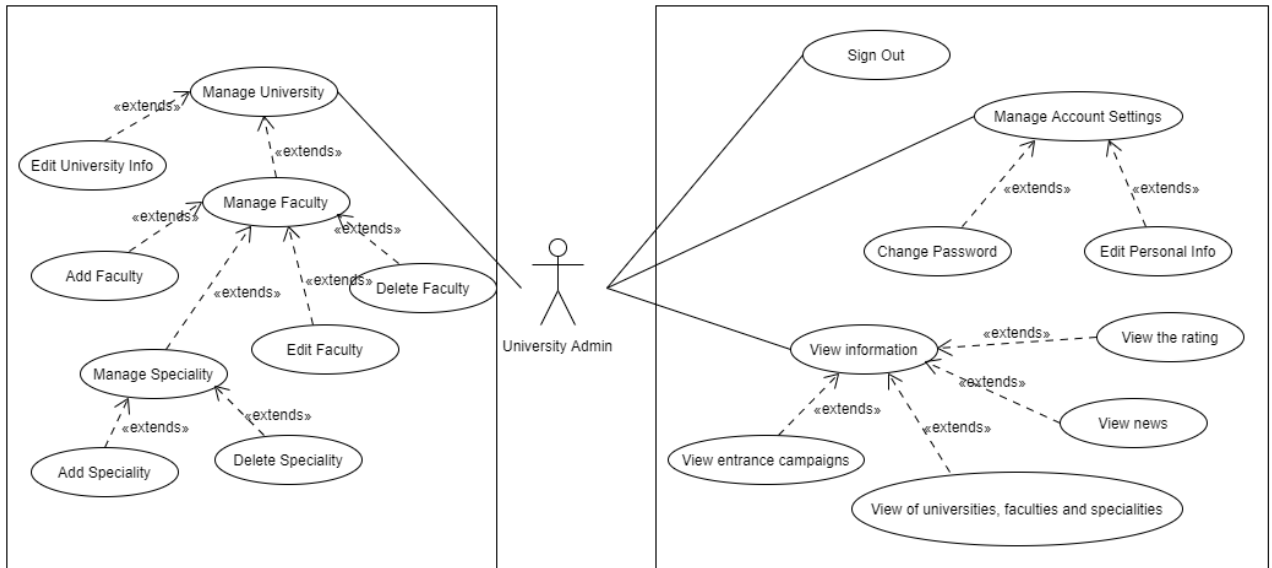 Manage University
«extends»
Edit University Info
«extends»
Manage Faculty
«extends»
«extends»
Add Faculty
«extends»
«extends»
Delete Faculty
Edit Faculty
Manage Speciality
«extends»
«extends»
Add Speciality
Delete Speciality
University Admin
Sign Out
Manage Account Settings
«extends»
«extends»
Change Password
Edit Personal Info
View information
«extends»
View the rating
«extends»
View news
«extends»
«extends»
View entrance campaigns
View of universities, faculties and specialities